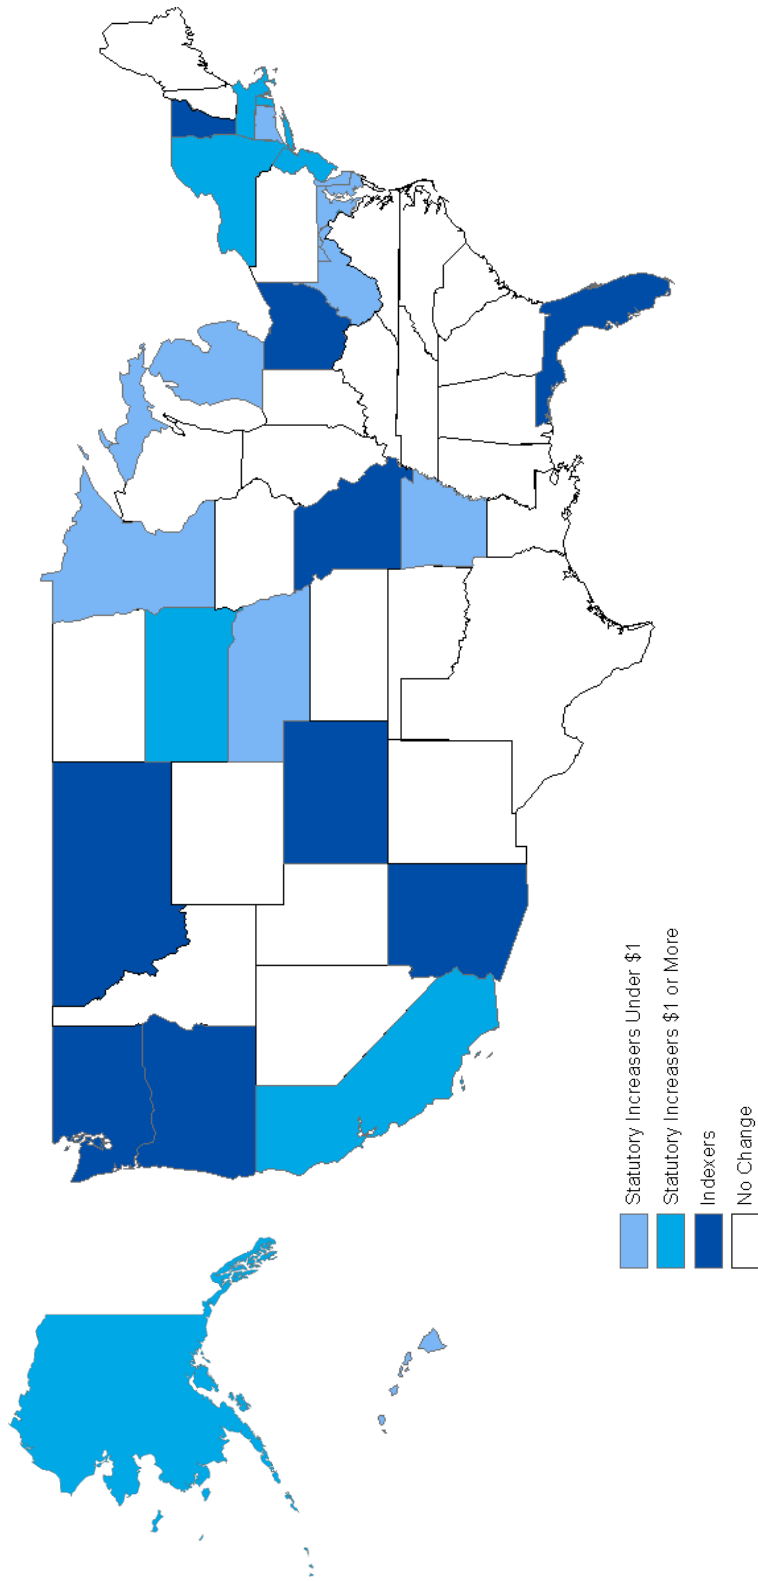 Statutory Increasers Under $1
Statutory Increasers $1 or More
Indexers
No Change